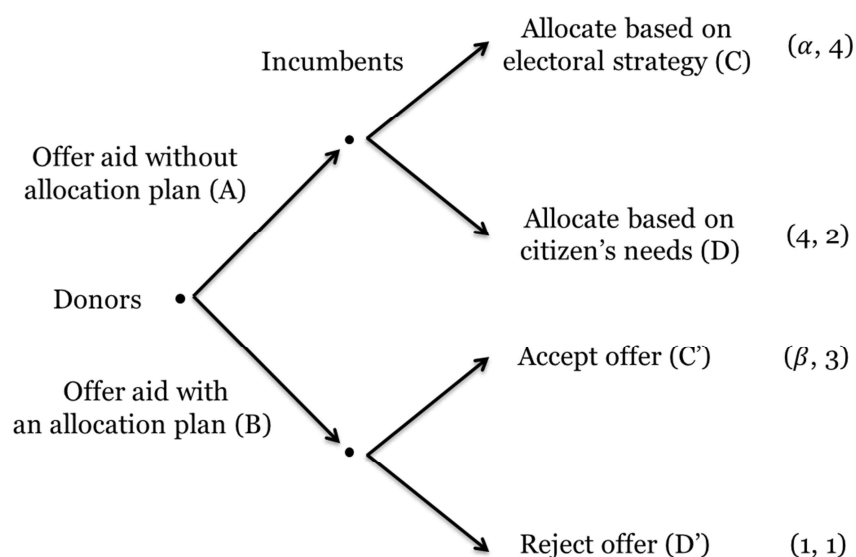 Incumbents
Allocate based on
electoral strategy (C)
(α, 4)
Offer aid without
allocation plan (A)
Allocate based on
citizen’s needs (D)
(4, 2)
Donors
Offer aid with
an allocation plan (B)
Accept offer (C’)
(β, 3)
Reject offer (D’)
(1, 1)